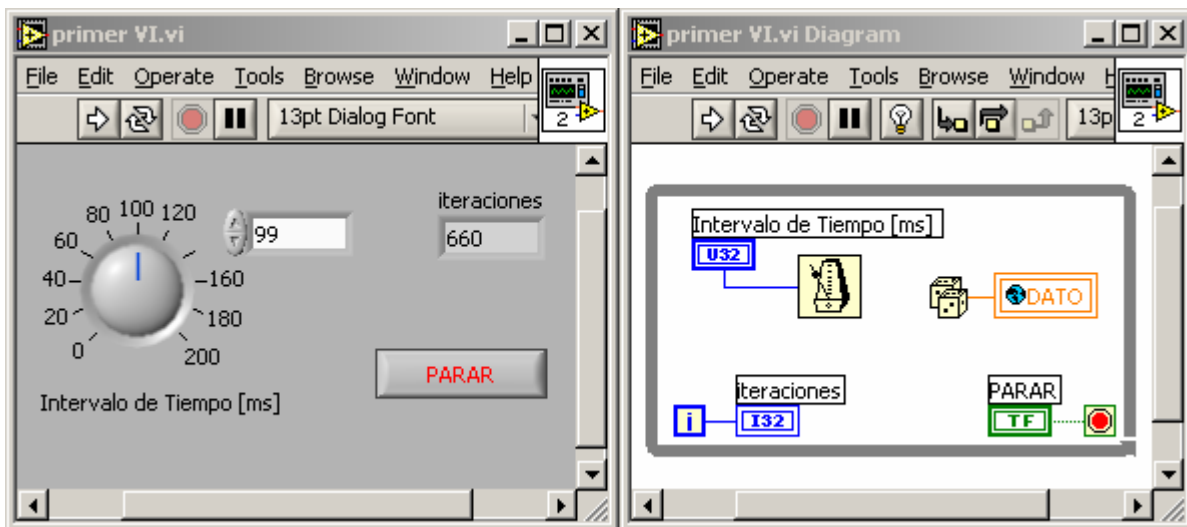 primer VI.vi
File Edit Operate Tools Browse Window Help
13pt Dialog Font
2
80 100 120
60
40
160
20
180
0
200
99
iteraciones
660
PARAR
Intervalo de Tiempo [ms]
primer VI.vi Diagram
File Edit Operate Tools Browse Window H
13p
2
Intervalo de Tiempo [ms]
U32
DATO
iteraciones
PARAR
i
I32
TF